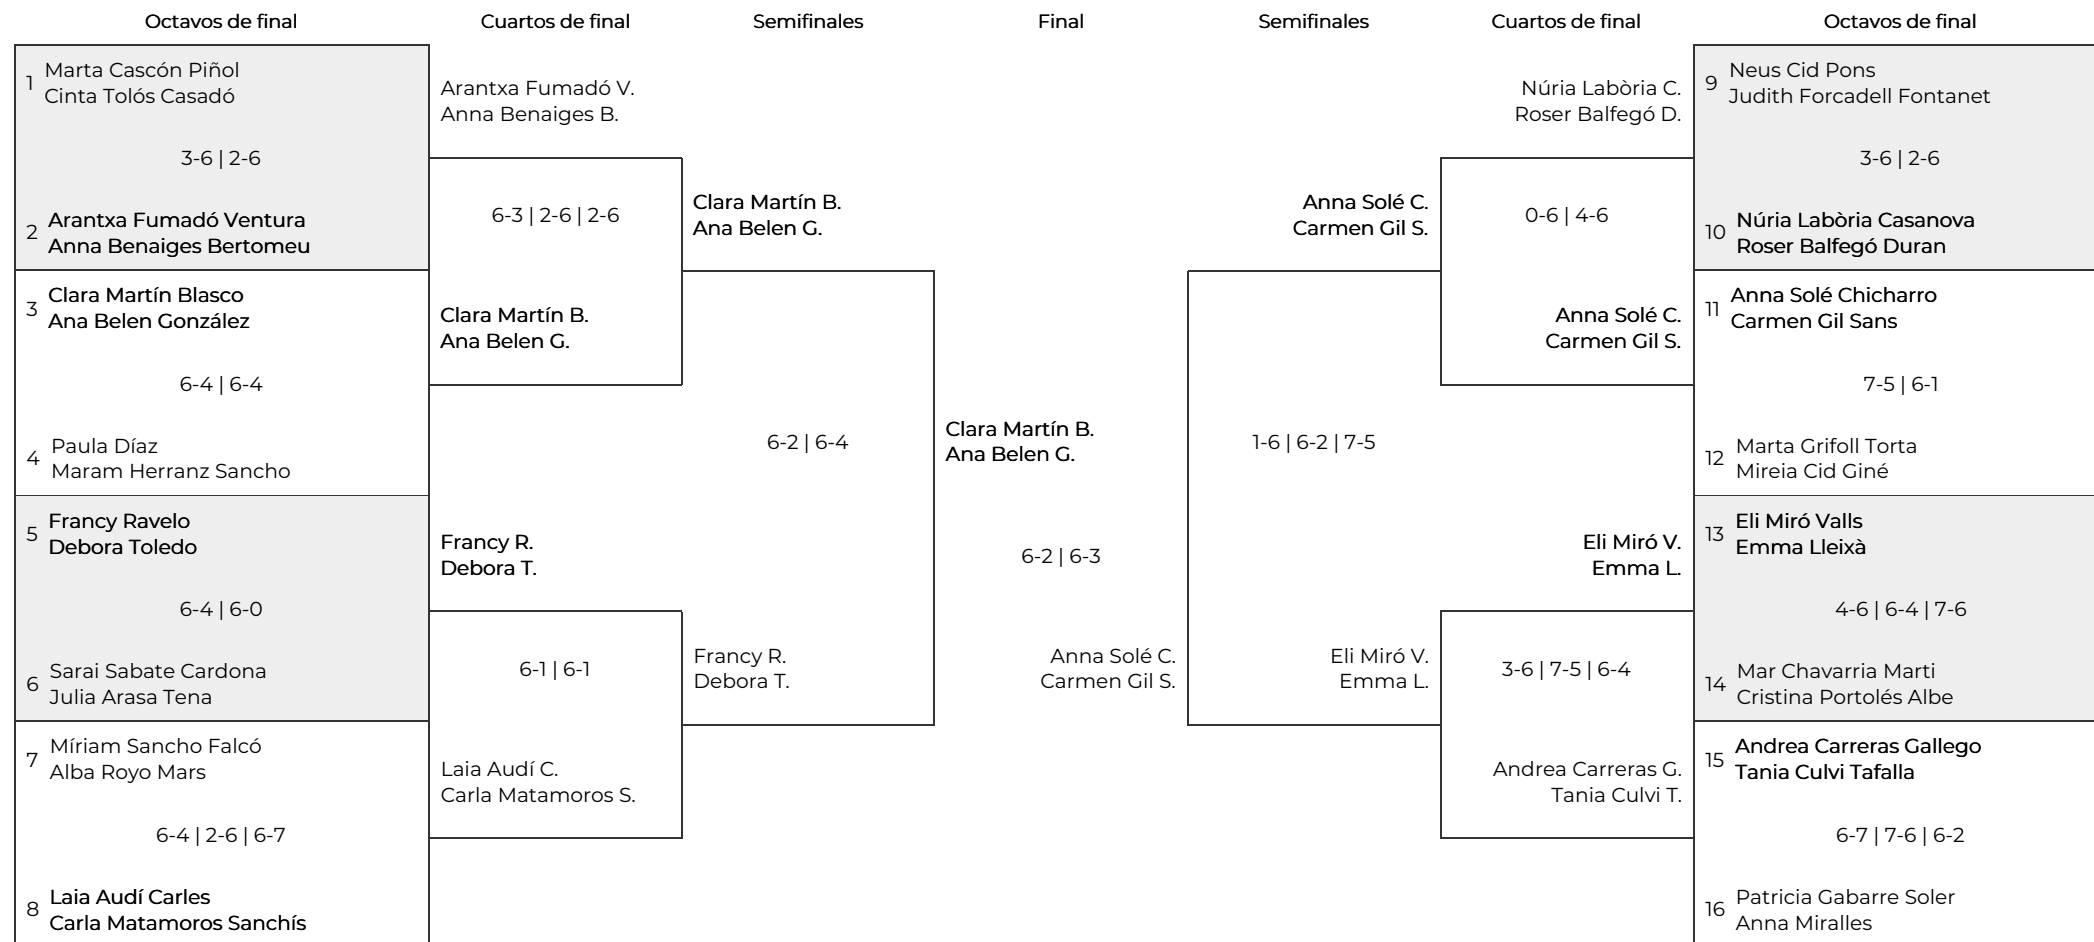 Octavos de final
Cuartos de final
Semifinales
Final
Semifinales
Cuartos de final
Octavos de final
1
Marta Cascón Piñol
Cinta Tolós Casadó
3-6 | 2-6
2
Arantxa Fumadó Ventura
Anna Benaiges Bertomeu
3
Clara Martín Blasco
Ana Belen González
6-4 | 6-4
4
Paula Díaz
Maram Herranz Sancho
5
Francy Ravelo
Debora Toledo
6-4 | 6-0
6
Sarai Sabate Cardona
Julia Arasa Tena
7
Míriam Sancho Falcó
Alba Royo Mars
6-4 | 2-6 | 6-7
8
Laia Audí Carles
Carla Matamoros Sanchís
Arantxa Fumadó V.
Anna Benaiges B.
6-3 | 2-6 | 2-6
Clara Martín B.
Ana Belen G.
Francy R.
Debora T.
6-1 | 6-1
Laia Audí C.
Carla Matamoros S.
Clara Martín B.
Ana Belen G.
6-2 | 6-4
Francy R.
Debora T.
Clara Martín B.
Ana Belen G.
6-2 | 6-3
Anna Solé C.
Carmen Gil S.
Anna Solé C.
Carmen Gil S.
1-6 | 6-2 | 7-5
Eli Miró V.
Emma L.
Núria Labòria C.
Roser Balfegó D.
0-6 | 4-6
Anna Solé C.
Carmen Gil S.
Eli Miró V.
Emma L.
3-6 | 7-5 | 6-4
Andrea Carreras G.
Tania Culvi T.
9
Neus Cid Pons
Judith Forcadell Fontanet
3-6 | 2-6
10
Núria Labòria Casanova
Roser Balfegó Duran
11
Anna Solé Chicharro
Carmen Gil Sans
7-5 | 6-1
12
Marta Grifoll Torta
Mireia Cid Giné
13
Eli Miró Valls
Emma Lleixà
4-6 | 6-4 | 7-6
14
Mar Chavarria Marti
Cristina Portolés Albe
15
Andrea Carreras Gallego
Tania Culvi Tafalla
6-7 | 7-6 | 6-2
16
Patricia Gabarre Soler
Anna Miralles